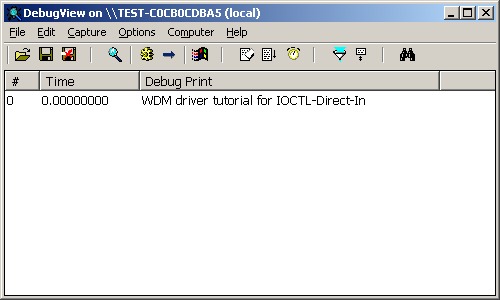 DebugView on \\TEST-C0CB0CDBA5 (local)
File Edit Capture Options Computer Help
# Time Debug Print
0 0.00000000 WDM driver tutorial for IOCTL-Direct-In